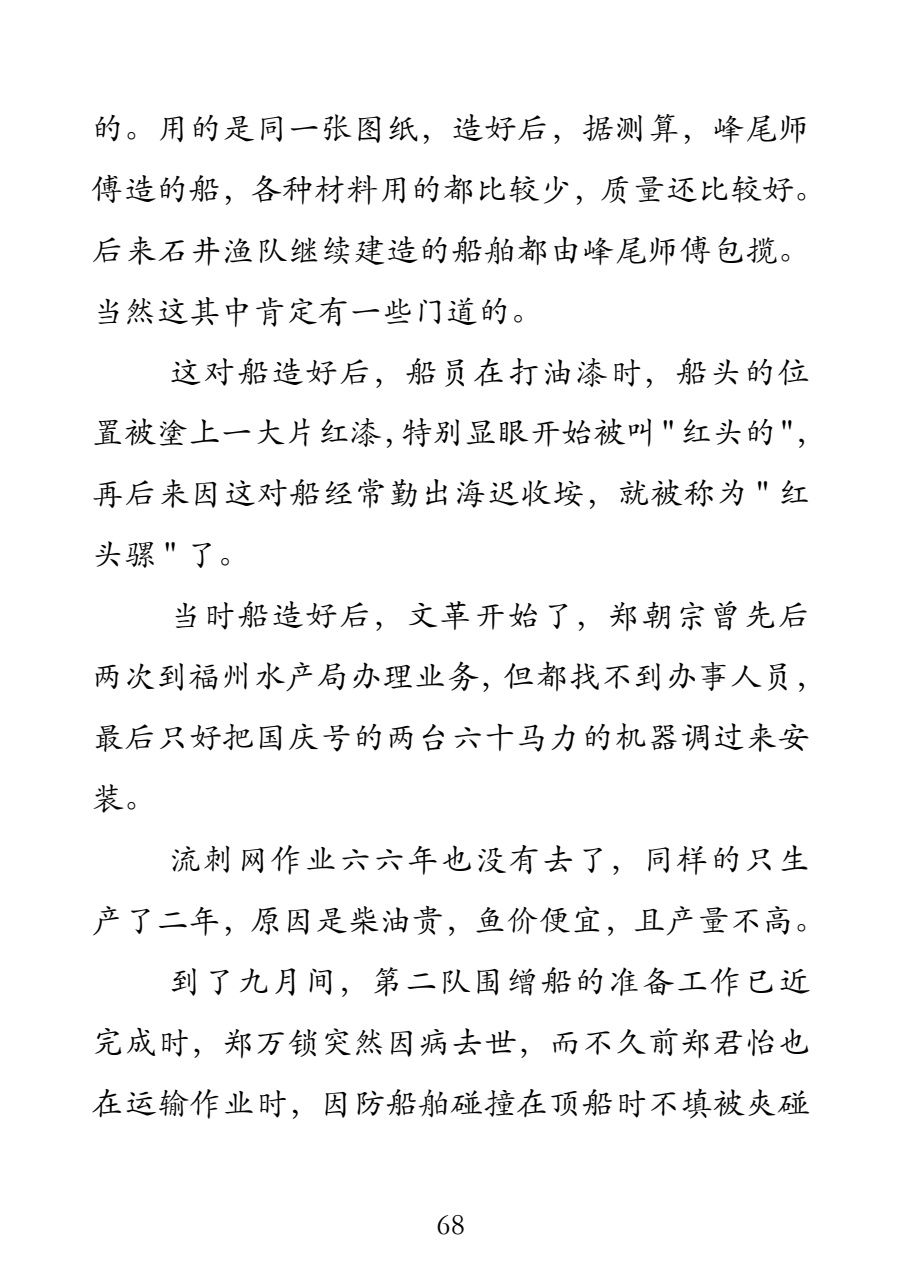 的。用的是同一张图纸，造好后，据测算，峰尾师
傅造的船，各种材料用的都比较少，质量还比较好。
后来石井渔队继续建造的船舶都由峰尾师傅包揽。
当然这其中肯定有一些门道的。
这对船造好后，船员在打油漆时，船头的位
置被塗上一大片红漆，特别显眼开始被叫"红头的"，
再后来因这对船经常勤出海迟收垵，就被称为"红
头骡"了。
当时船造好后，文革开始了，郑朝宗曾先后
两次到福州水产局办理业务，但都找不到办事人员，
最后只好把国庆号的两台六十马力的机器调过来安
装。
流刺网作业六六年也没有去了，同样的只生
产了二年，原因是柴油贵，鱼价便宜，且产量不高。
到了九月间，第二队围缯船的准备工作已近
完成时，郑万锁突然因病去世，而不久前郑君怡也
在运输作业时，因防船舶碰撞在顶船时不填被夾碰
68